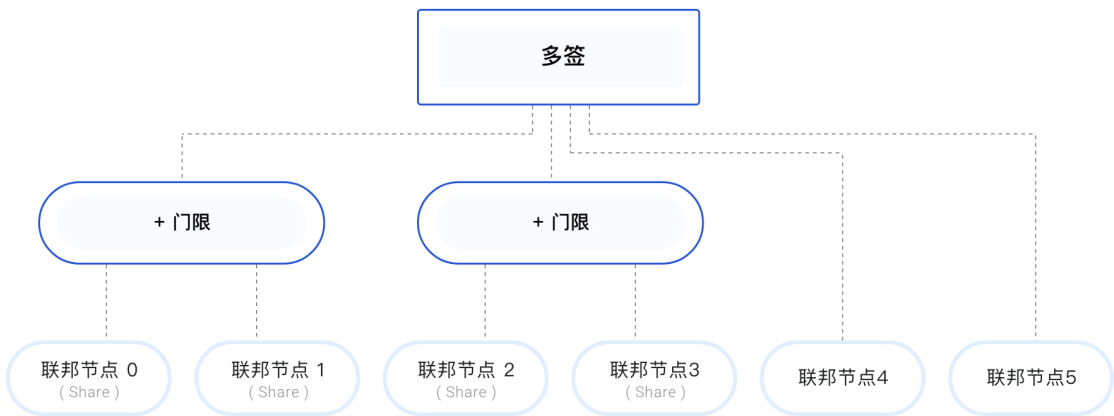 多签
+ 门限
+ 门限
联邦节点 0
( Share )
联邦节点 1
( Share )
联邦节点 2
( Share )
联邦节点3
( Share )
联邦节点4
联邦节点5